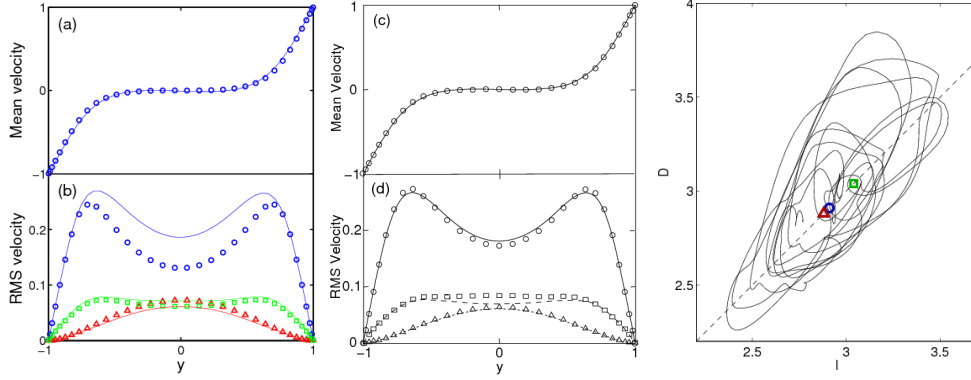 (a)
Mean velocity
1
0
−1
(b)
RMS Velocity
0.2
0.1
0
−1
0
1
y
(c)
Mean Velocity
1
0
−1
(d)
RMS Velocity
0.2
0.1
0
−1
0
1
y
D
4
3.5
3
2.5
2.5
3
3.5
I